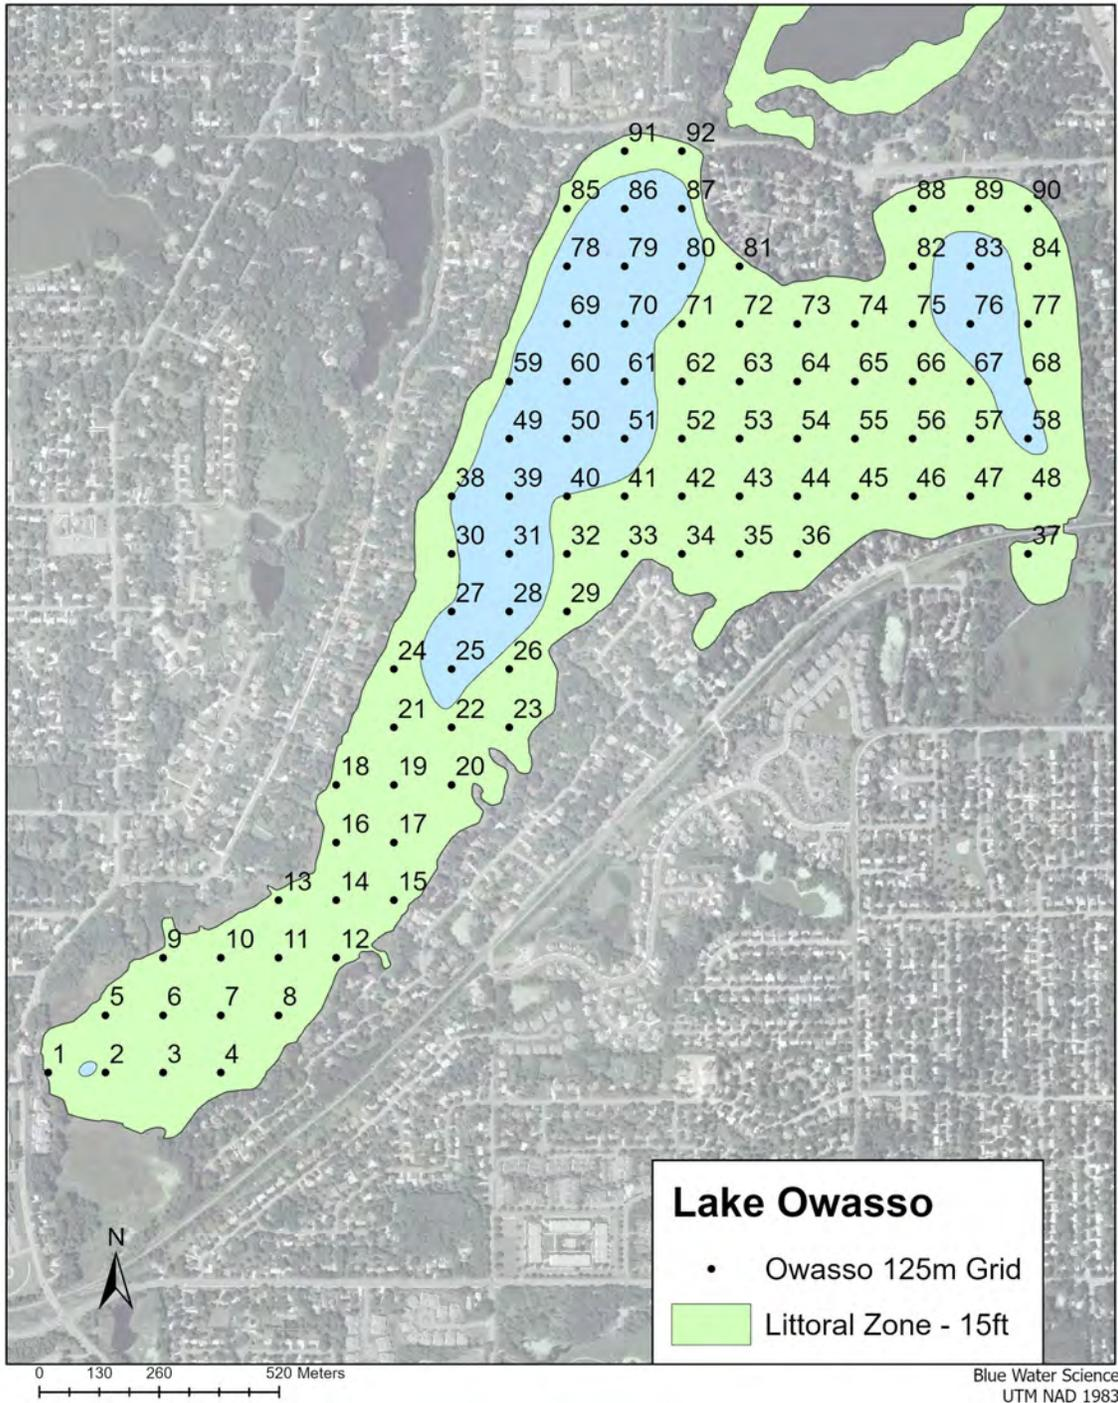 91 92
85 86 87 88 89 90
78 79 80 81 82 83 84
69 70 71 72 73 74 75 76 77
59 60 61 62 63 64 65 66 67 68
49 50 51 52 53 54 55 56 57 58
38 39 40 41 42 43 44 45 46 47 48
30 31 32 33 34 35 36 37
27 28 29
24 25 26
21 22 23
18 19 20
16 17
13 14 15
9 10 11 12
5 6 7 8
1 2 3 4
Lake Owasso
Owasso 125m Grid
Littoral Zone - 15ft
N
0 130 260 520 Meters
Blue Water Science
UTM NAD 1983